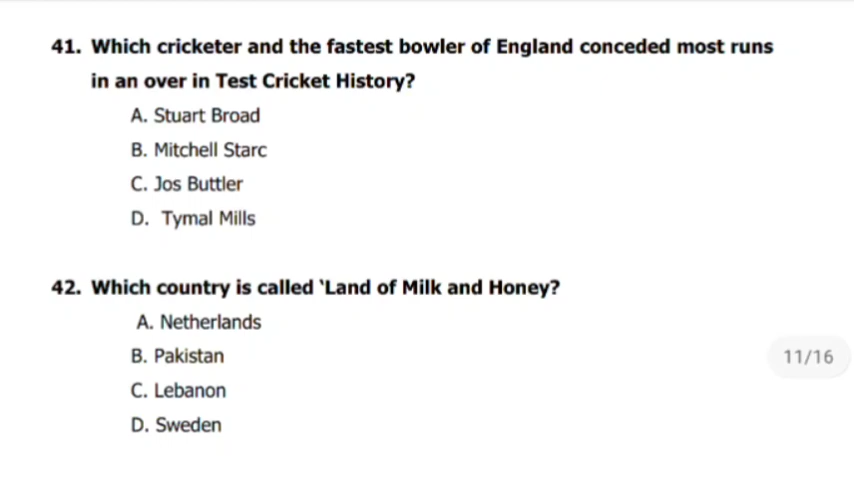 41. Which cricketer and the fastest bowler of England conceded most runs
in an over in Test Cricket History?
A. Stuart Broad
B. Mitchell Starc
C. Jos Buttler
D. Tymal Mills
42. Which country is called ‘Land of Milk and Honey?
A. Netherlands
B. Pakistan
11/16
C. Lebanon
D. Sweden